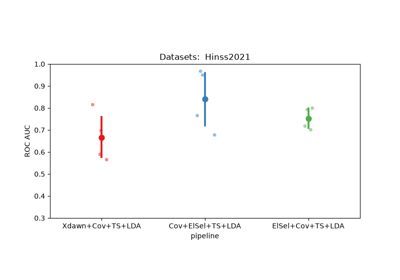 Datasets: Hinss2021
1.0
0.9
0.8
0.7
0.6
0.5
0.4
0.3
ROC AUC
Xdawn+Cov+TS+LDA Cov+ElSel+TS+LDA ElSel+Cov+TS+LDA
pipeline